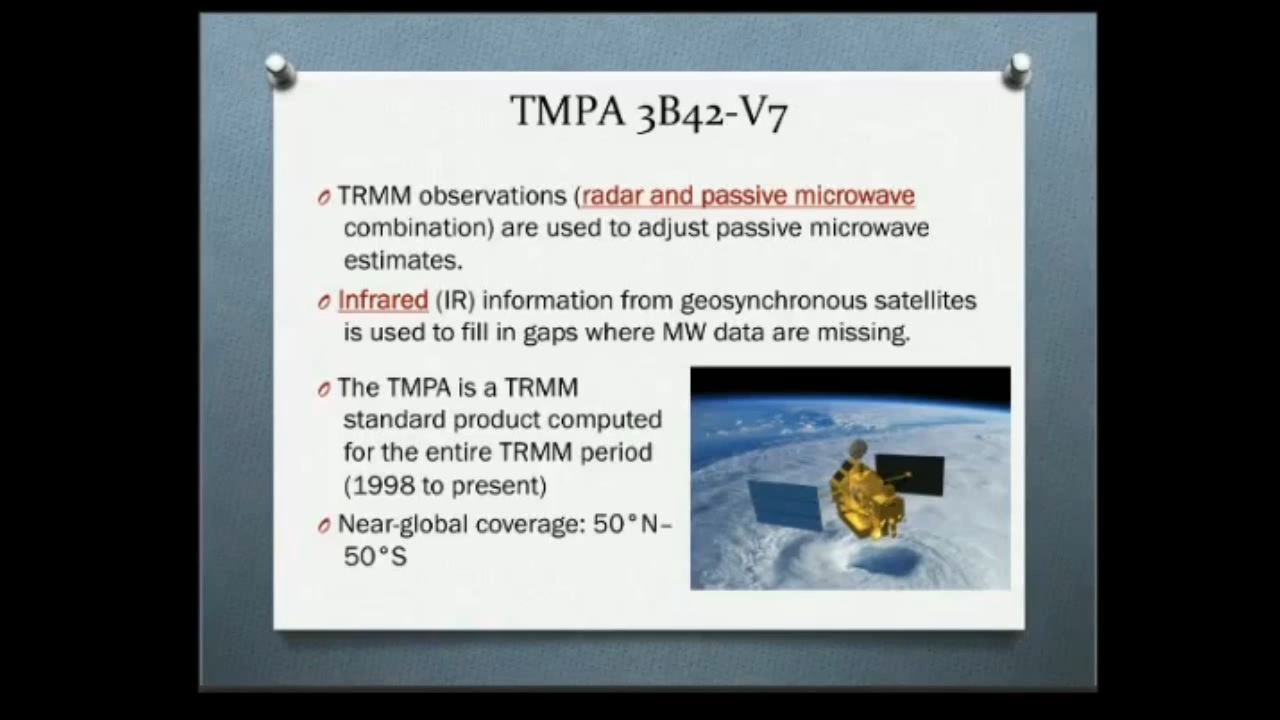 TMPA 3B42-V7
TRMM observations (radar and passive microwave
combination) are used to adjust passive microwave
estimates.
Infrared (IR) information from geosynchronous satellites
is used to fill in gaps where MW data are missing.
The TMPA is a TRMM
standard product computed
for the entire TRMM period
(1998 to present)
Near-global coverage: 50°N–
50°S